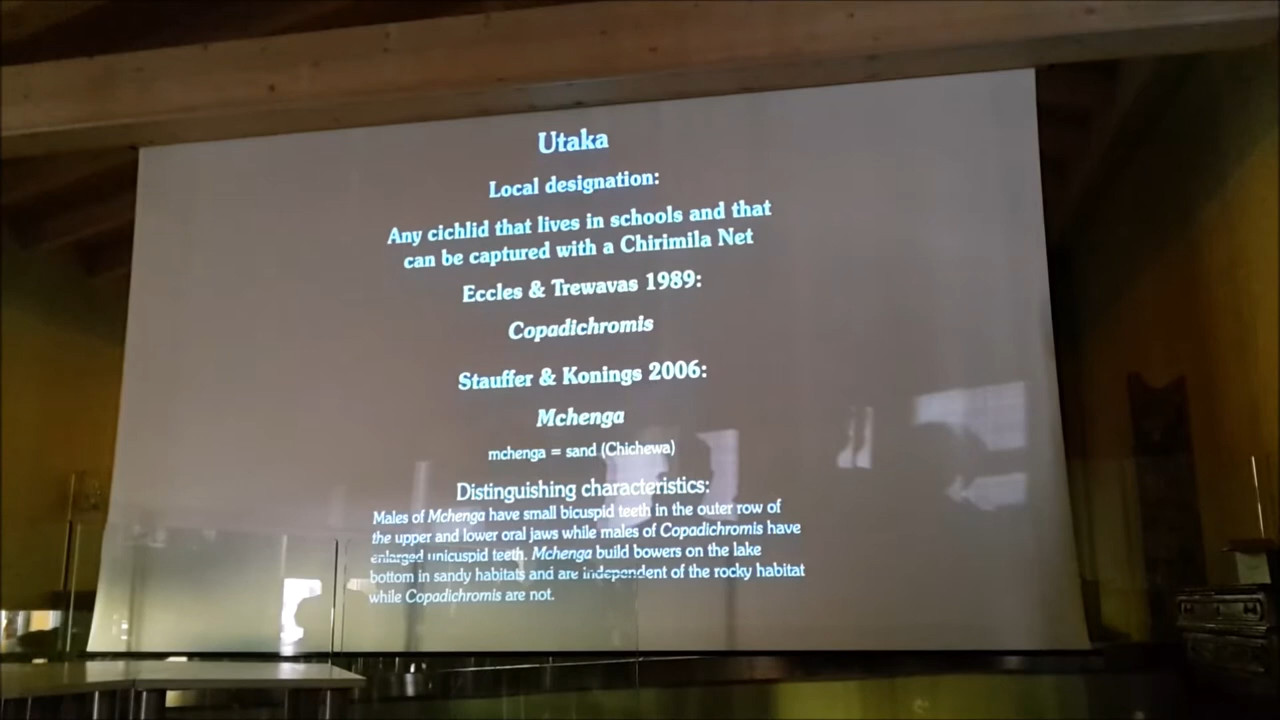 Utaka
Local designation:
Any cichlid that lives in schools and that
can be captured with a Chirimila Net
Eccles & Trewavas 1989:
Copadichromis
Stauffer & Konings 2006:
Mchenga
mchenga = sand (Chichewa)
Distinguishing characteristics:
Males of Mchenga have small bicuspid teeth in the outer row of
the upper and lower oral jaws while males of Copadichromis have
enlarged unicuspid teeth. Mchenga build bowers on the lake
bottom in sandy habitats and are independent of the rocky habitat
while Copadichromis are not.